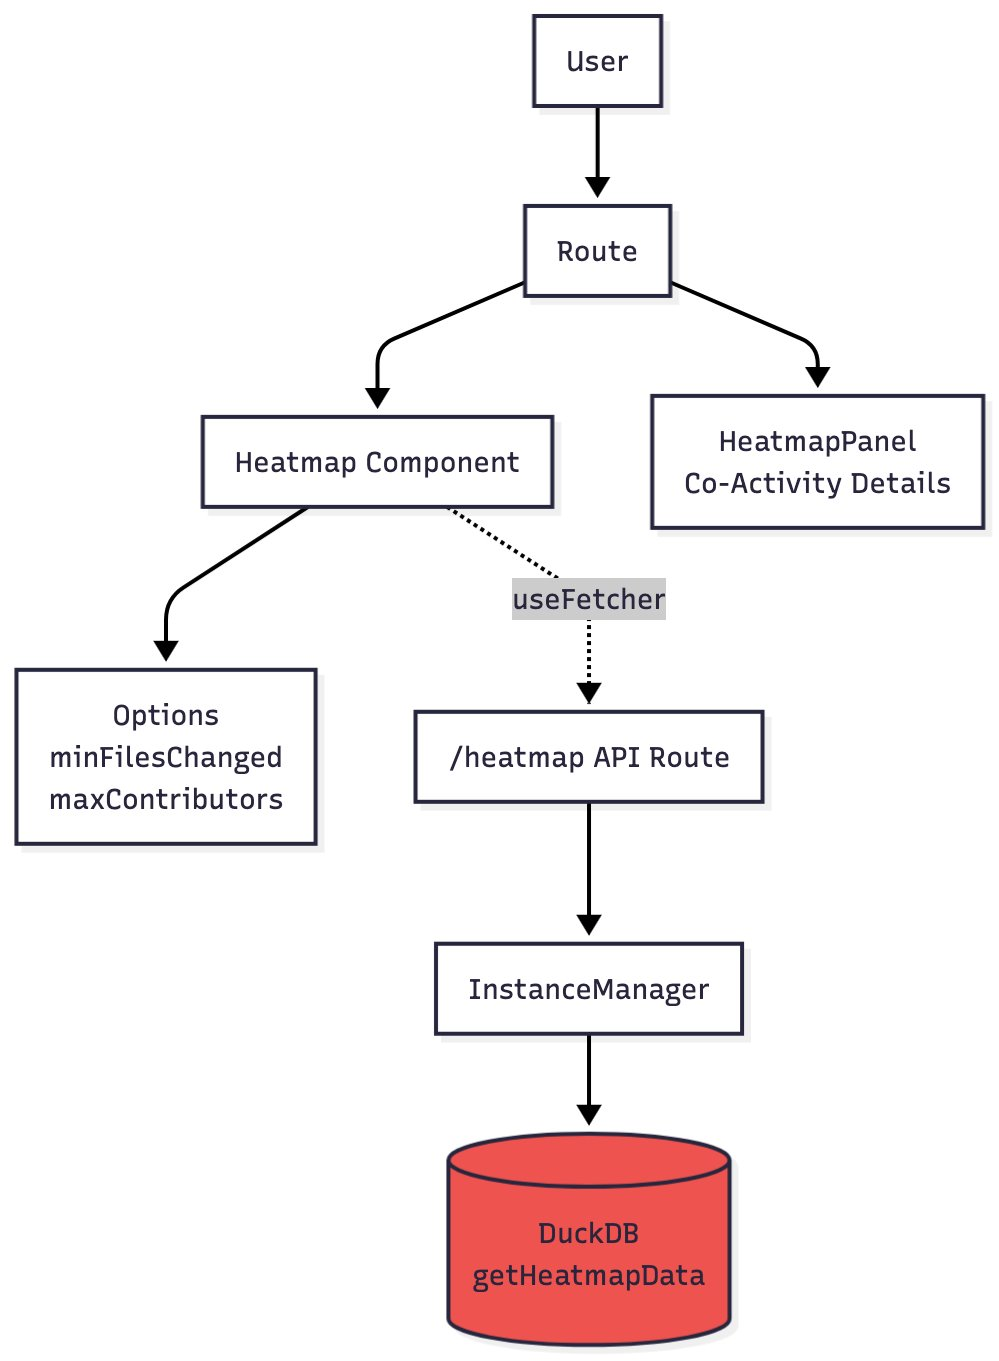 User
Route
Heatmap Component
HeatmapPanel
Co-Activity Details
useFetcher
Options
minFilesChanged
maxContributors
/heatmap API Route
InstanceManager
DuckDB
getHeatmapData